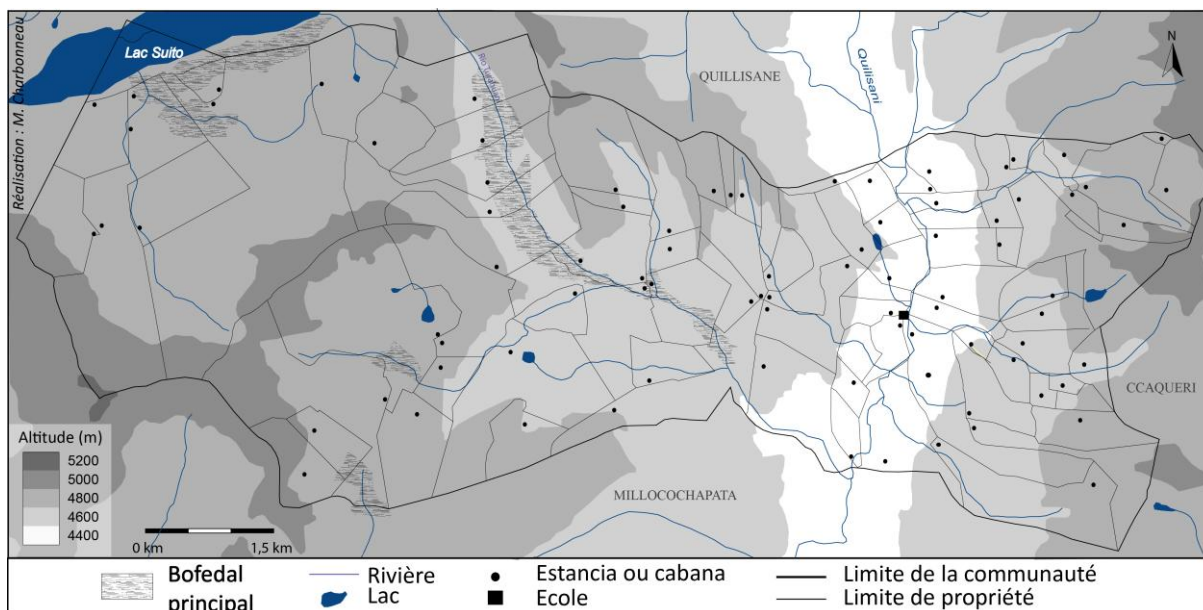 Réalisation : M. Charbonneau
Lac Suito
QUILLISANE
Quilisani
N
CCAQUERI
MILLOCOCHAPATA
Altitude (m)
5200
5000
4800
4600
4400
0 km
1,5 km
Bofedal
principal
Rivière
Lac
Estancia ou cabana
Ecole
Limite de la communauté
Limite de propriété